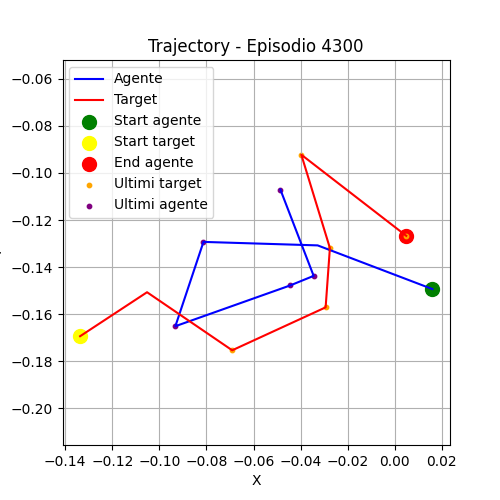 Trajectory - Episodio 4300
Agente
Target
Start agente
Start target
End agente
Ultimi target
Ultimi agente
−0.06
−0.08
−0.10
−0.12
−0.14
−0.16
−0.18
−0.20
−0.14 −0.12 −0.10 −0.08 −0.06 −0.04 −0.02 0.00 0.02
X